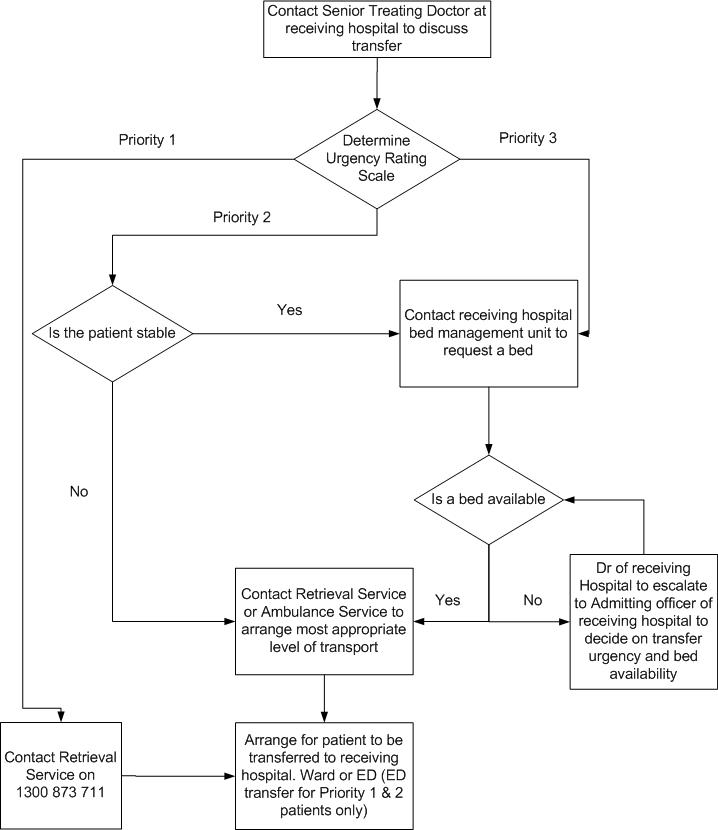 Contact Senior Treating Doctor at
receiving hospital to discuss
transfer
Priority 1
Determine
Urgency Rating
Scale
Priority 3
Priority 2
Is the patient stable
Yes
Contact receiving hospital
bed management unit to
request a bed
No
Is a bed available
Contact Retrieval Service
or Ambulance Service to
arrange most appropriate
level of transport
Yes
No
Dr of receiving
Hospital to escalate
to Admitting officer of
receiving hospital to
decide on transfer
urgency and bed
availability
Contact Retrieval
Service on
1300 873 711
Arrange for patient to be
transferred to receiving
hospital. Ward or ED (ED
transfer for Priority 1 & 2
patients only)